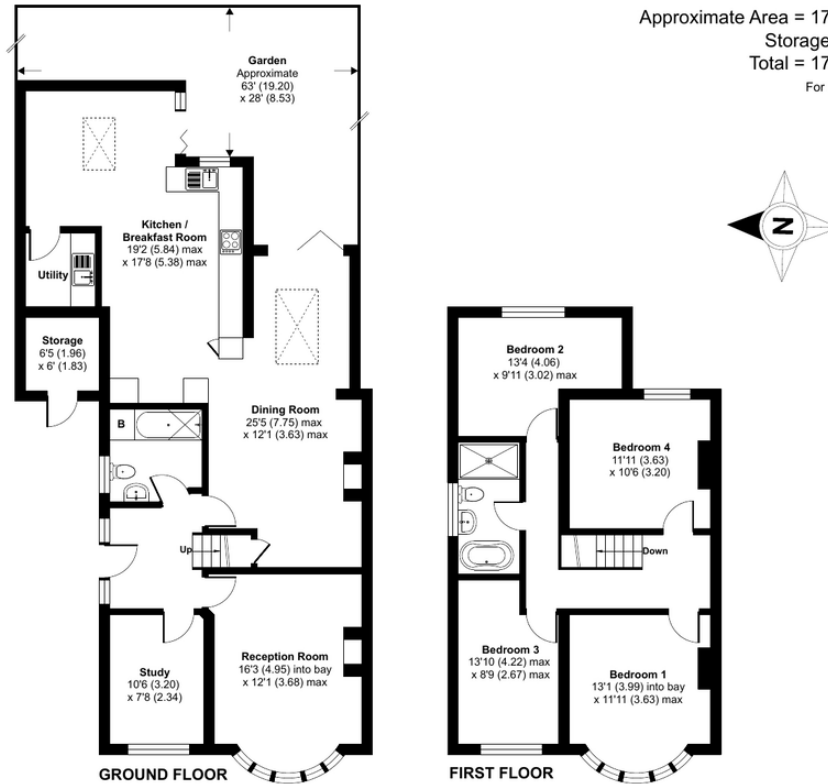 Approximate Area = 17
Storage
Total = 17
For
Garden
Approximate
63' (19.20)
x 28' (8.53)
Kitchen /
Breakfast Room
19'2 (5.84) max
x 17'8 (5.38) max
Utility
Storage
6'5 (1.96)
x 6' (1.83)
B
Dining Room
25'5 (7.75) max
x 12'1 (3.63) max
Up
Study
10'6 (3.20)
x 7'8 (2.34)
Reception Room
16'3 (4.95) into bay
x 12'1 (3.68) max
GROUND FLOOR
N
Bedroom 2
13'4 (4.06)
x 9'11 (3.02) max
Bedroom 4
11'11 (3.63)
x 10'6 (3.20)
Down
Bedroom 3
13'10 (4.22) max
x 8'9 (2.67) max
Bedroom 1
13'1 (3.99) into bay
x 11'11 (3.63) max
FIRST FLOOR